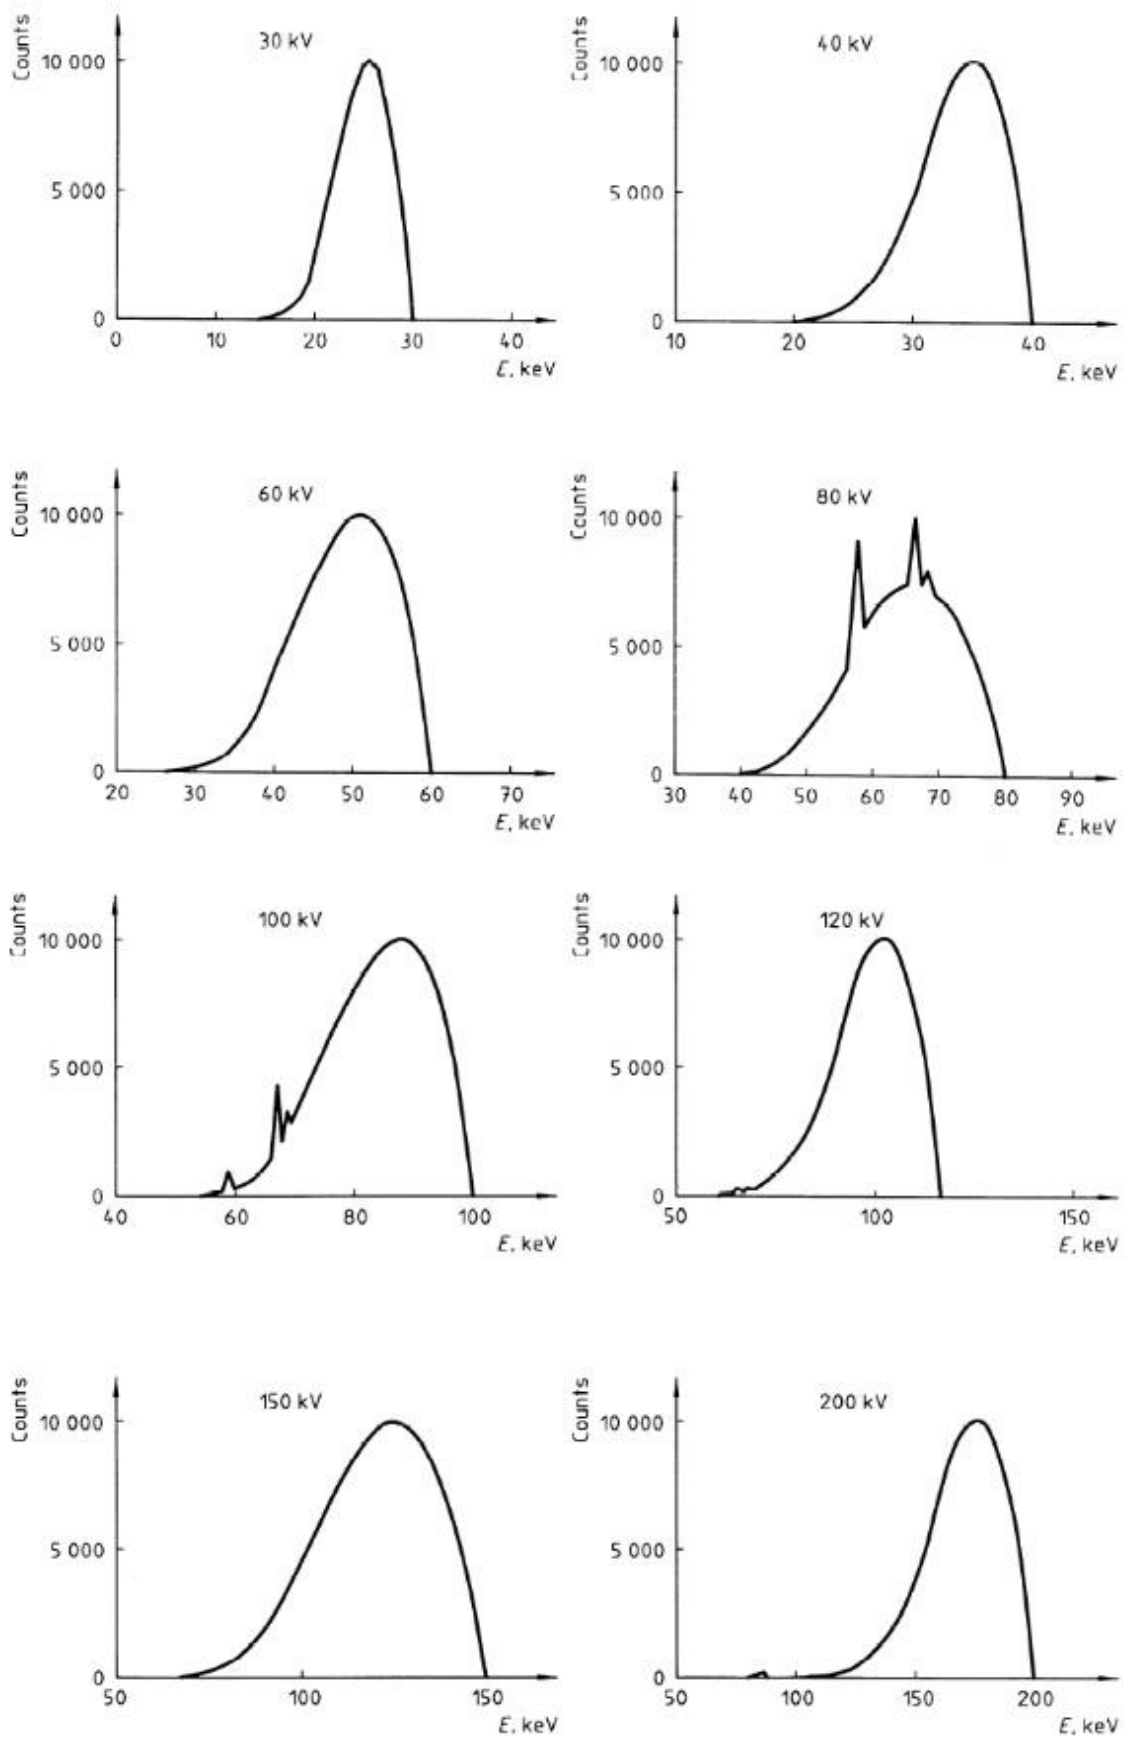 Counts
30 kV
10 000
5 000
0
0 10 20 30 40
E, keV
Counts
40 kV
10 000
5 000
0
10 20 30 40
E, keV
Counts
60 kV
10 000
5 000
0
20 30 40 50 60 70
E, keV
Counts
80 kV
10 000
5 000
0
30 40 50 60 70 80 90
E, keV
Counts
100 kV
10 000
5 000
0
40 60 80 100
E, keV
Counts
120 kV
10 000
5 000
0
50 100 150
E, keV
Counts
150 kV
10 000
5 000
0
50 100 150
E, keV
Counts
200 kV
10 000
5 000
0
50 100 150 200
E, keV